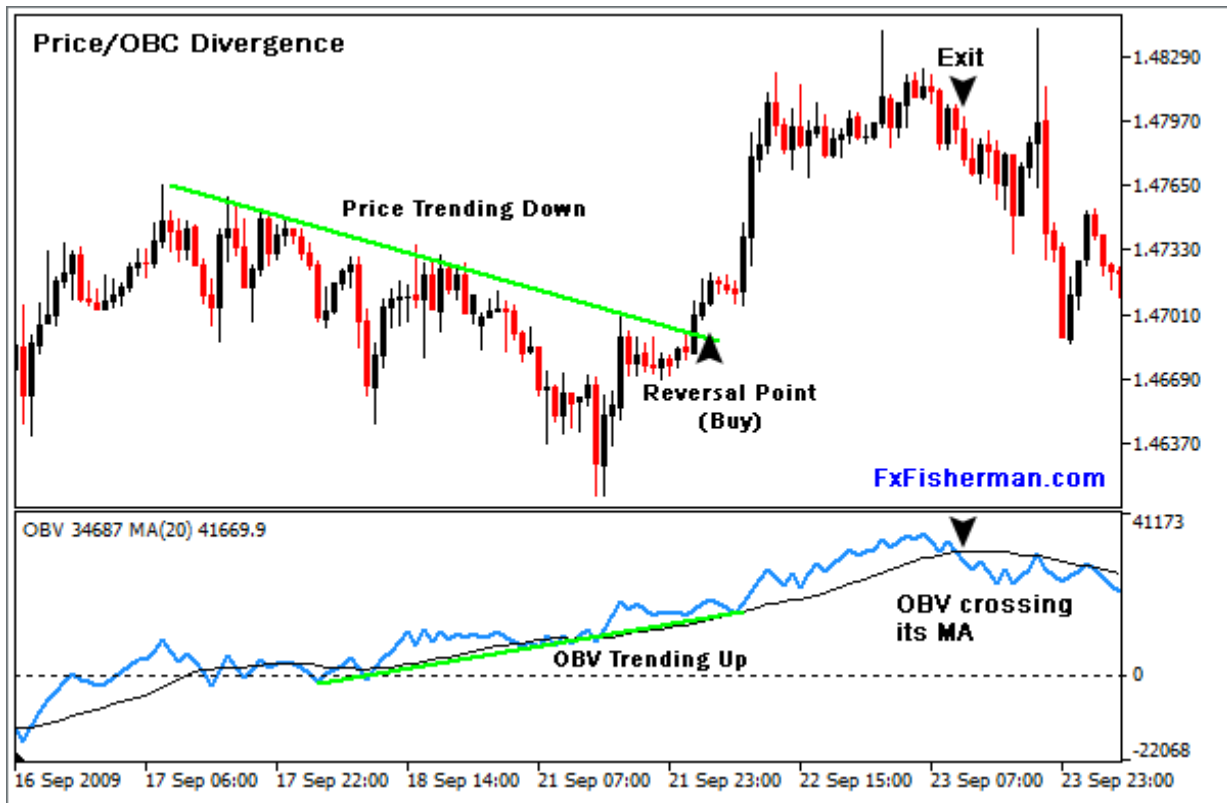 Price/OBC Divergence
Exit
Price Trending Down
Reversal Point
(Buy)
FxFisherman.com
1.48290
1.47970
1.47650
1.47330
1.47010
1.46690
1.46370
OBV 34687 MA(20) 41669.9
OBV crossing
its MA
OBV Trending Up
41173
0
-22068
16 Sep 2009 17 Sep 06:00 17 Sep 22:00 18 Sep 14:00 21 Sep 07:00 21 Sep 23:00 22 Sep 15:00 23 Sep 07:00 23 Sep 23:00